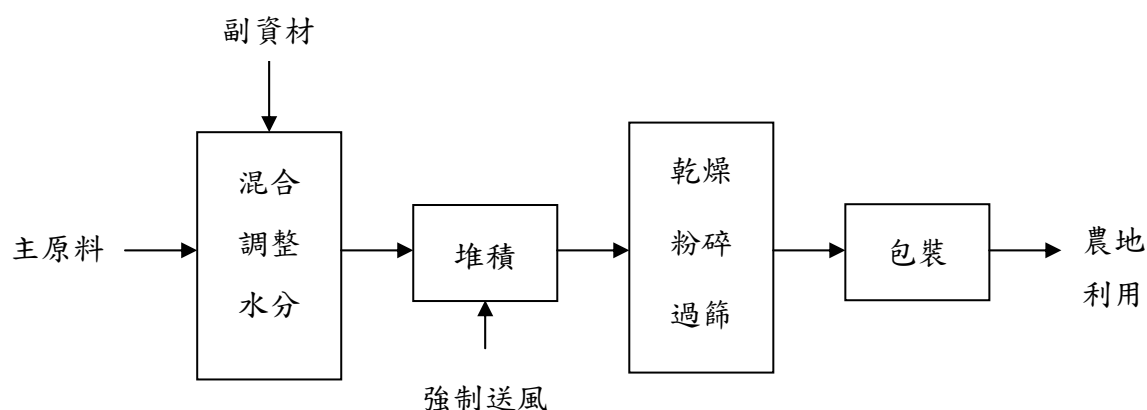 副資材
主原料
混合
調整
水分
堆積
強制送風
乾燥
粉碎
過篩
包裝
農地
利用